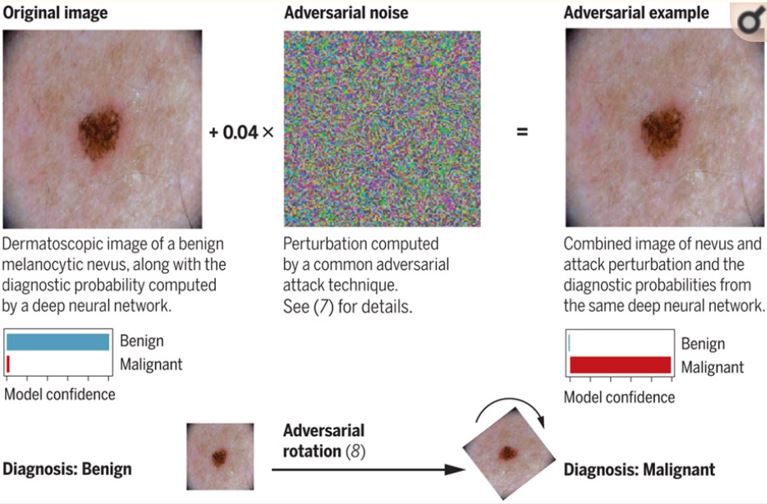 Original image
Adversarial noise
Adversarial example
+ 0.04 ×
=
Dermatoscopic image of a benign
melanocytic nevus, along with the
diagnostic probability computed
by a deep neural network.
Perturbation computed
by a common adversarial
attack technique.
See (7) for details.
Combined image of nevus and
attack perturbation and the
diagnostic probabilities from
the same deep neural network.
Benign
Malignant
Model confidence
Benign
Malignant
Model confidence
Diagnosis: Benign
Adversarial
rotation (8)
Diagnosis: Malignant